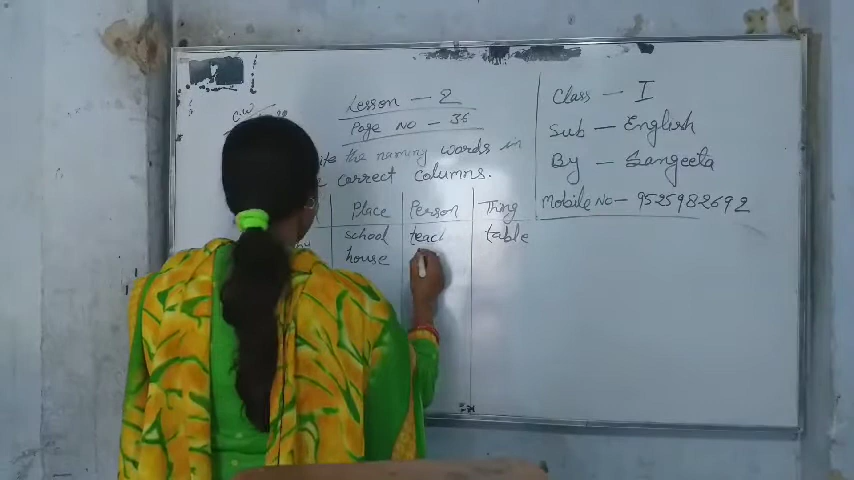 C.W
Lesson - 2
Page No - 36
the naming words in
correct columns.
Place Person Thing
school teac table
house
Class - I
Sub - English
By - Sangeeta
Mobile No - 9525982692